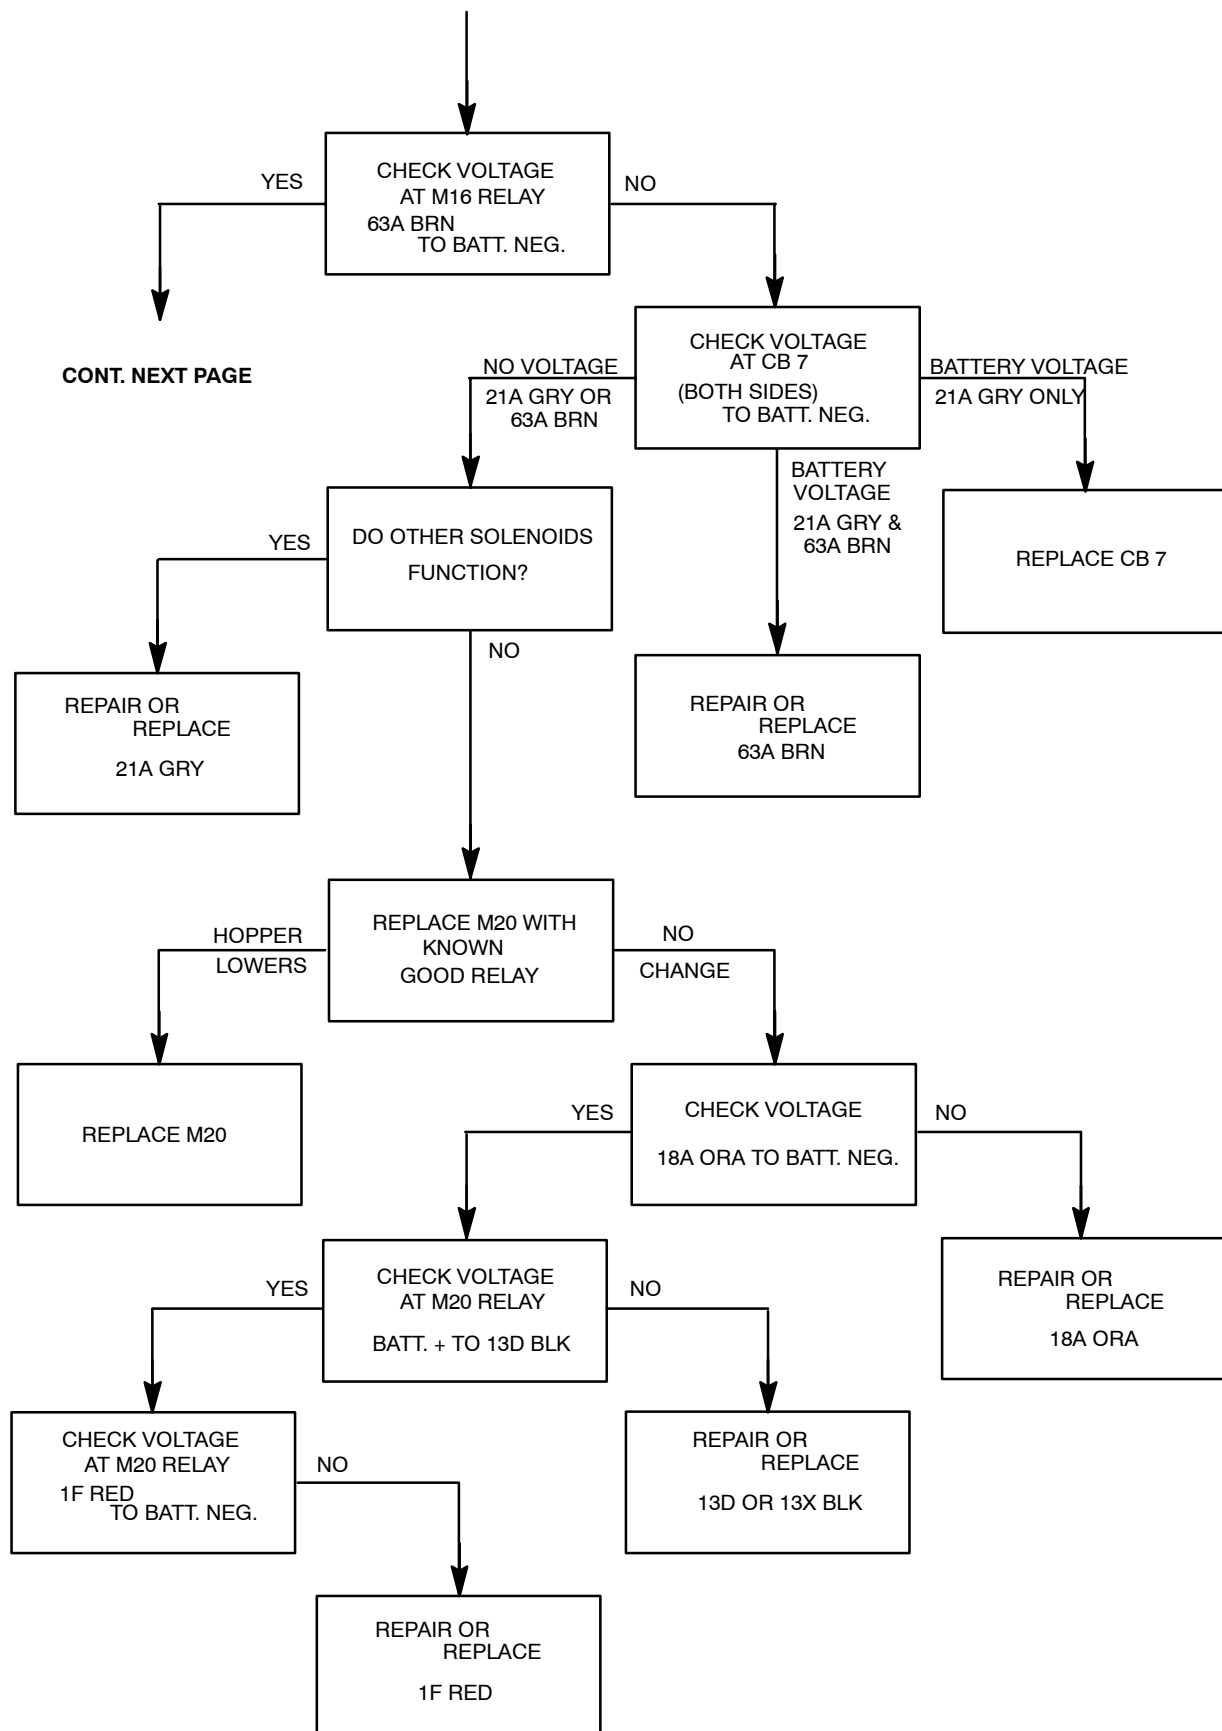 YES
CHECK VOLTAGE
AT M16 RELAY
63A BRN
TO BATT. NEG.
NO
CONT. NEXT PAGE
NO VOLTAGE
21A GRY OR
63A BRN
CHECK VOLTAGE
AT CB 7
(BOTH SIDES)
TO BATT. NEG.
BATTERY VOLTAGE
21A GRY ONLY
BATTERY
VOLTAGE
21A GRY &
63A BRN
YES
DO OTHER SOLENOIDS
FUNCTION?
REPLACE CB 7
NO
REPAIR OR
REPLACE
21A GRY
REPAIR OR
REPLACE
63A BRN
HOPPER
LOWERS
REPLACE M20 WITH
KNOWN
GOOD RELAY
NO
CHANGE
REPLACE M20
YES
CHECK VOLTAGE
18A ORA TO BATT. NEG.
NO
YES
CHECK VOLTAGE
AT M20 RELAY
BATT. + TO 13D BLK
NO
REPAIR OR
REPLACE
18A ORA
CHECK VOLTAGE
AT M20 RELAY
1F RED
TO BATT. NEG.
NO
REPAIR OR
REPLACE
13D OR 13X BLK
REPAIR OR
REPLACE
1F RED